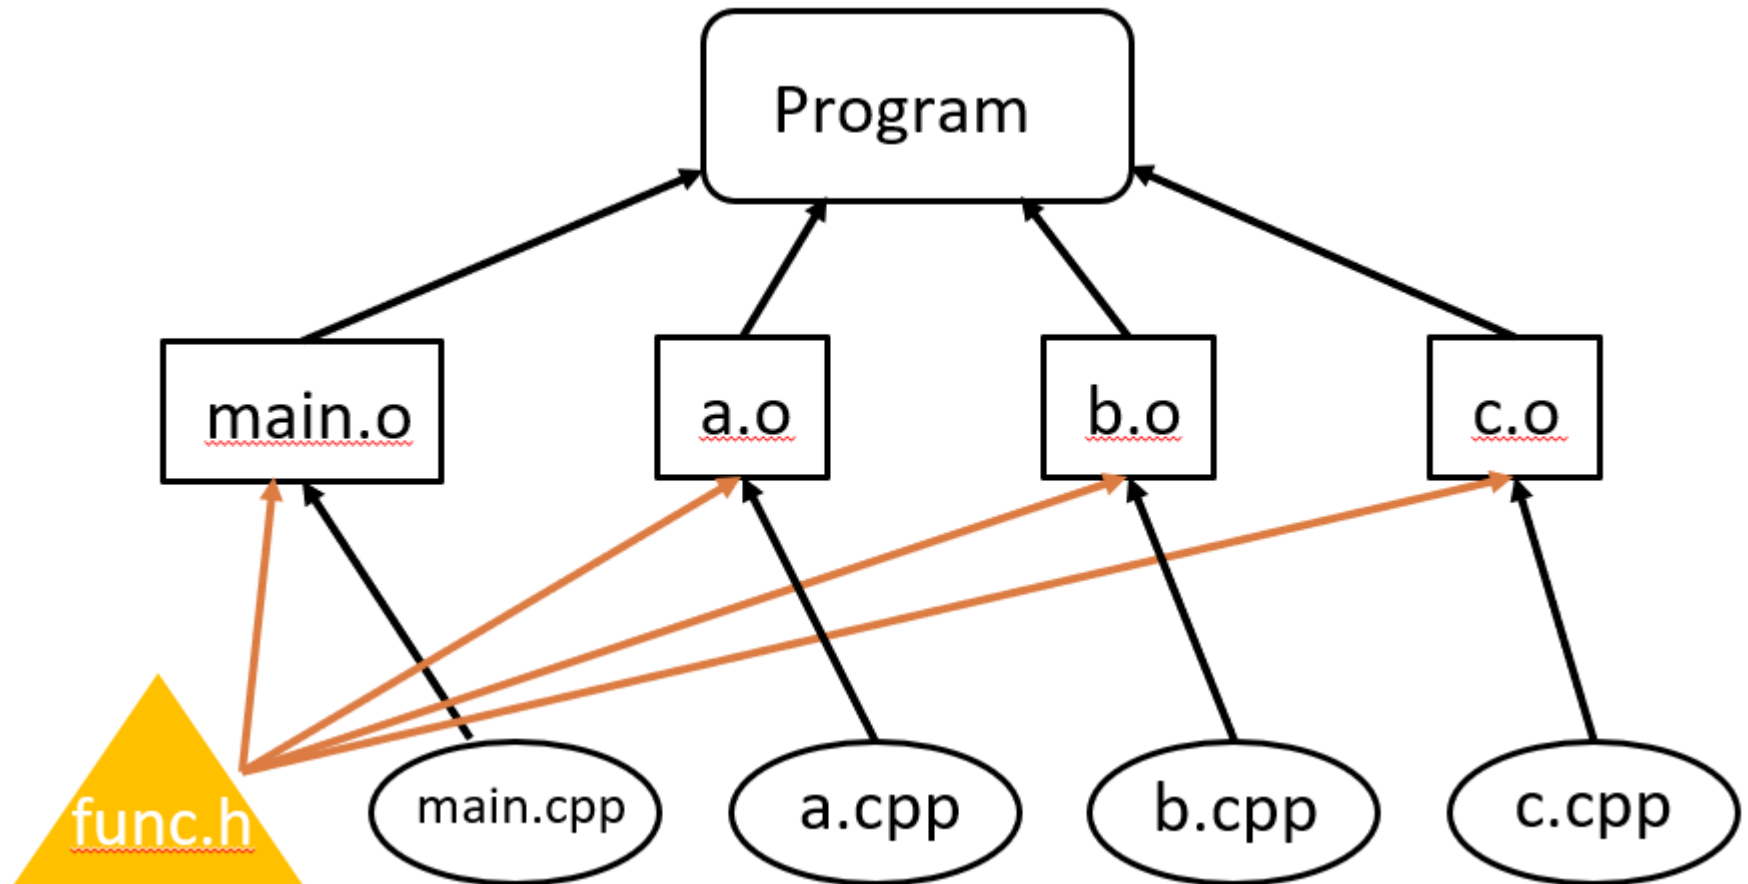 Program
main.o
a.o
b.o
c.o
func.h
main.cpp
a.cpp
b.cpp
c.cpp